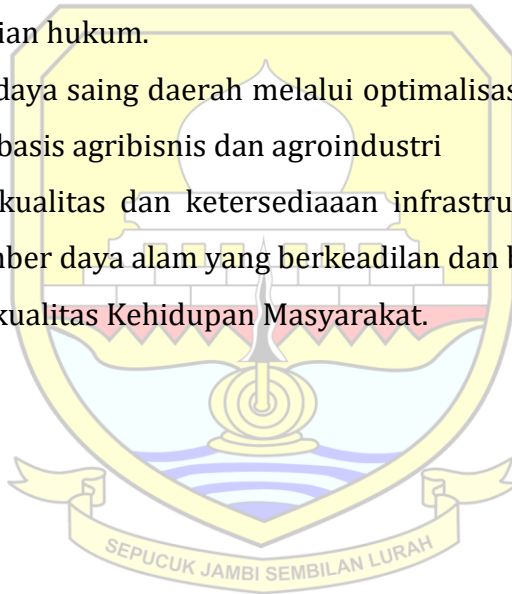 ian hukum.
daya saing daerah melalui optimalisas
basis agribisnis dan agroindustri
kualitas dan ketersediaaan infrastru
ber daya alam yang berkeadilan dan b
kualitas Kehidupan Masyarakat.
SEPUCUK JAMBI SEMBILAN LURAH